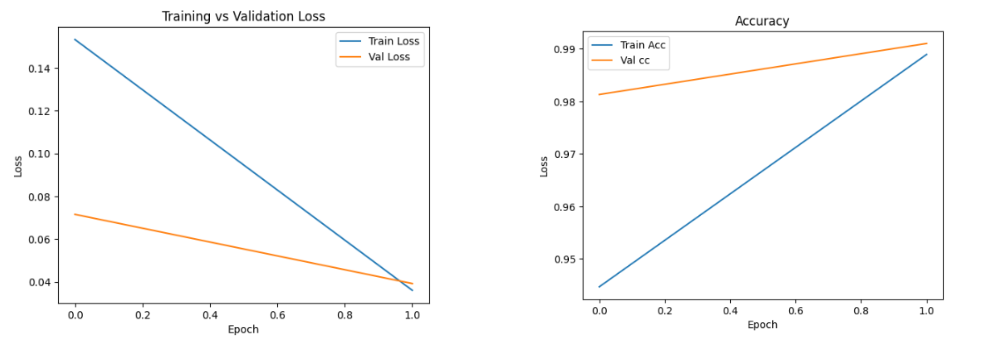 Training vs Validation Loss
Train Loss
Val Loss
0.14
0.12
0.10
0.08
0.06
0.04
Loss
0.0 0.2 0.4 0.6 0.8 1.0
Epoch
Accuracy
Train Acc
Val cc
0.99
0.98
0.97
0.96
0.95
Loss
0.0 0.2 0.4 0.6 0.8 1.0
Epoch